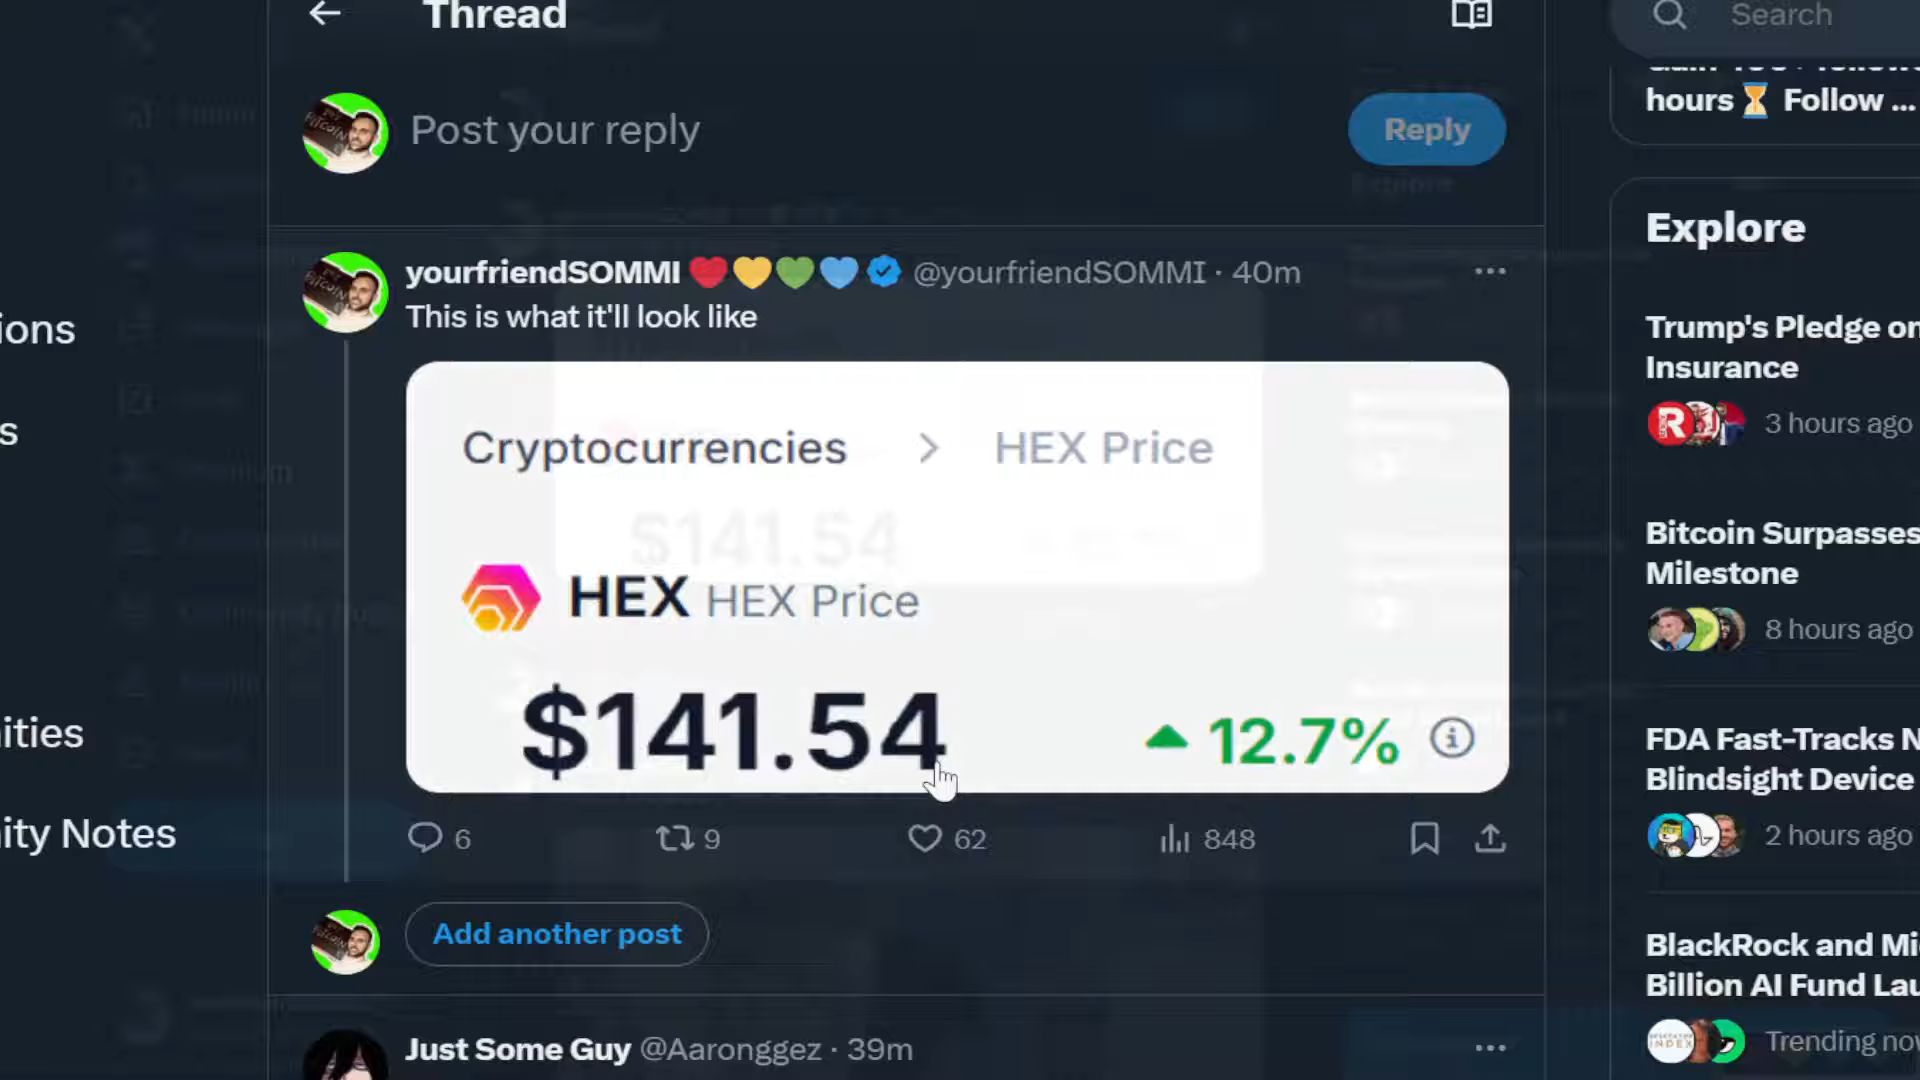 Thread
Search
Post your reply
Reply
hours ⏳ Follow ...
Explore
yourfriendSOMMI ❤️💛💚💙 @yourfriendSOMMI · 40m
This is what it'll look like
ions
Trump's Pledge on
Insurance
3 hours ago
s
Cryptocurrencies > HEX Price
Bitcoin Surpasses
Milestone
8 hours ago
HEX HEX Price
$141.54
12.7%
ities
FDA Fast-Tracks N
Blindsight Device
2 hours ago
ity Notes
6 9 62 848
Add another post
BlackRock and Mi
Billion AI Fund Lau
Trending now
Just Some Guy @Aaronggez · 39m